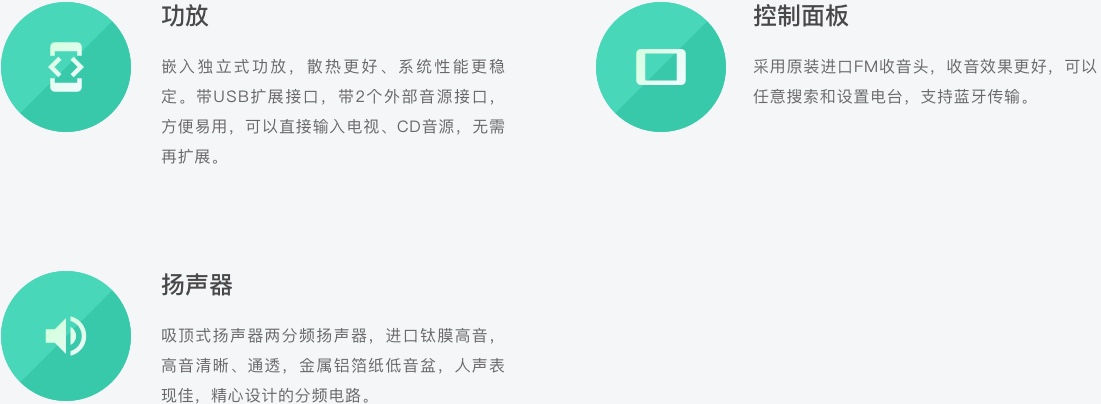 功放
嵌入独立式功放，散热更好、系统性能更稳
定。带USB扩展接口，带2个外部音源接口，
方便易用，可以直接输入电视、CD音源，无需
再扩展。
控制面板
采用原装进口FM收音头，收音效果更好，可以
任意搜索和设置电台，支持蓝牙传输。
扬声器
吸顶式扬声器两分频扬声器，进口钛膜高音，
高音清晰、通透，金属铝箔纸低音盆，人声表
现佳，精心设计的分频电路。